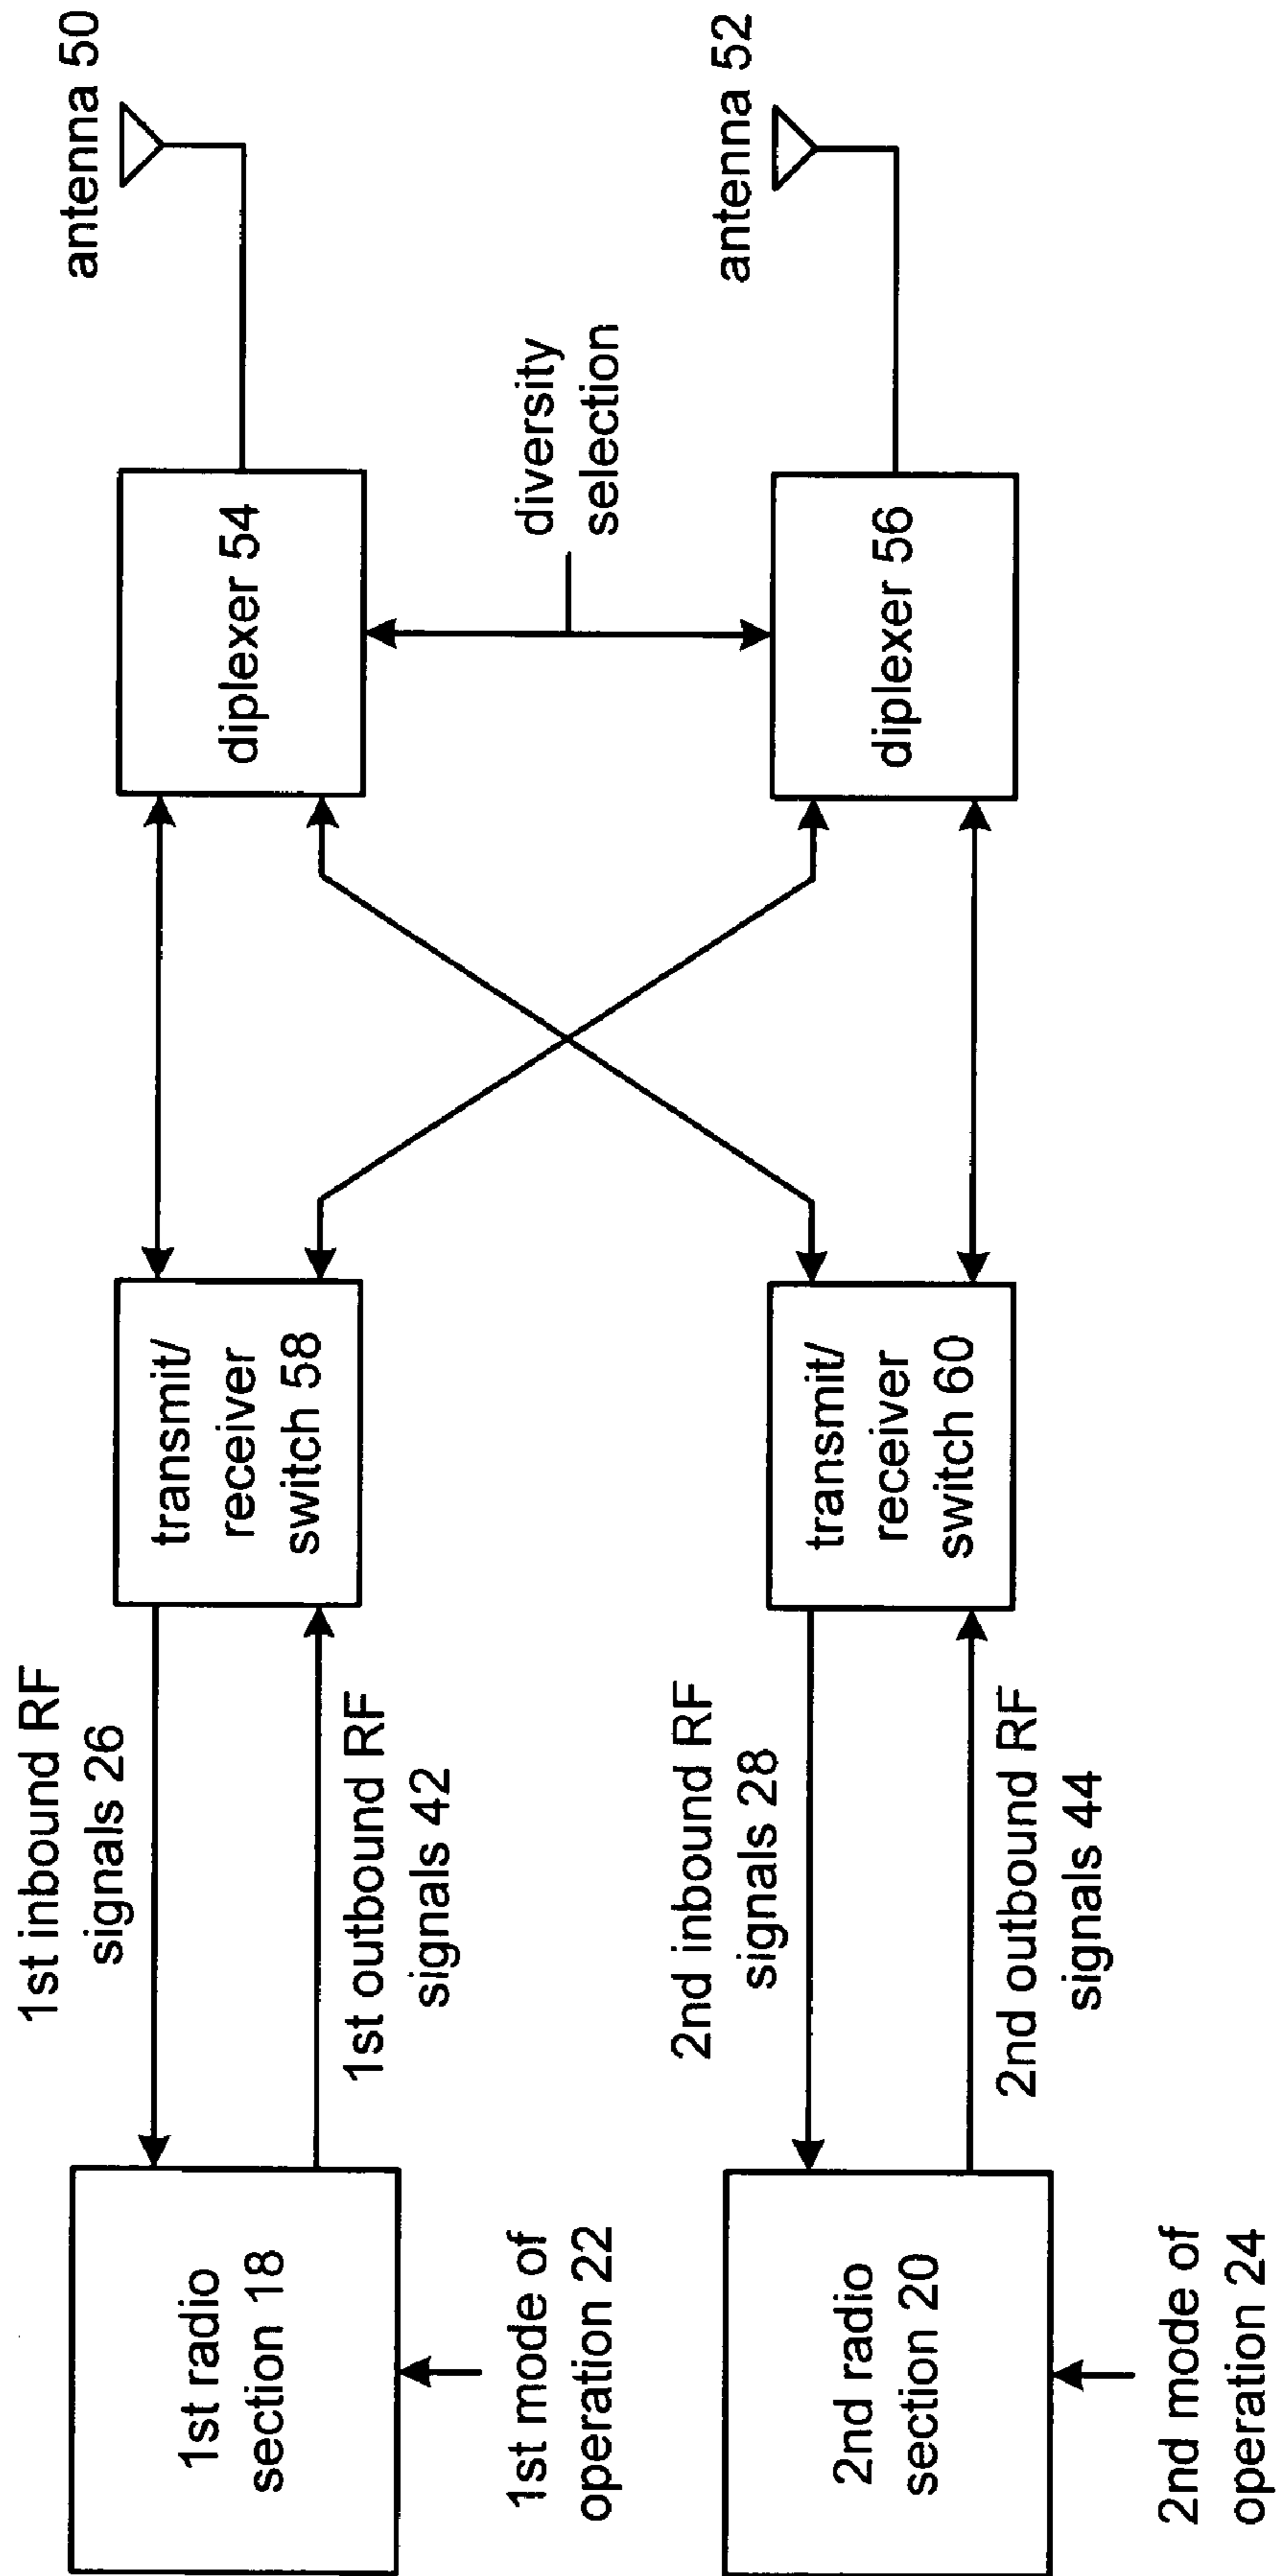 1st radio
section 18
1st mode of
operation 22
1st inbound RF
signals 26
1st outbound RF
signals 42
transmit/
receiver
switch 58
diplexer 54
antenna 50
diversity
selection
2nd radio
section 20
2nd mode of
operation 24
2nd inbound RF
signals 28
2nd outbound RF
signals 44
transmit/
receiver
switch 60
diplexer 56
antenna 52